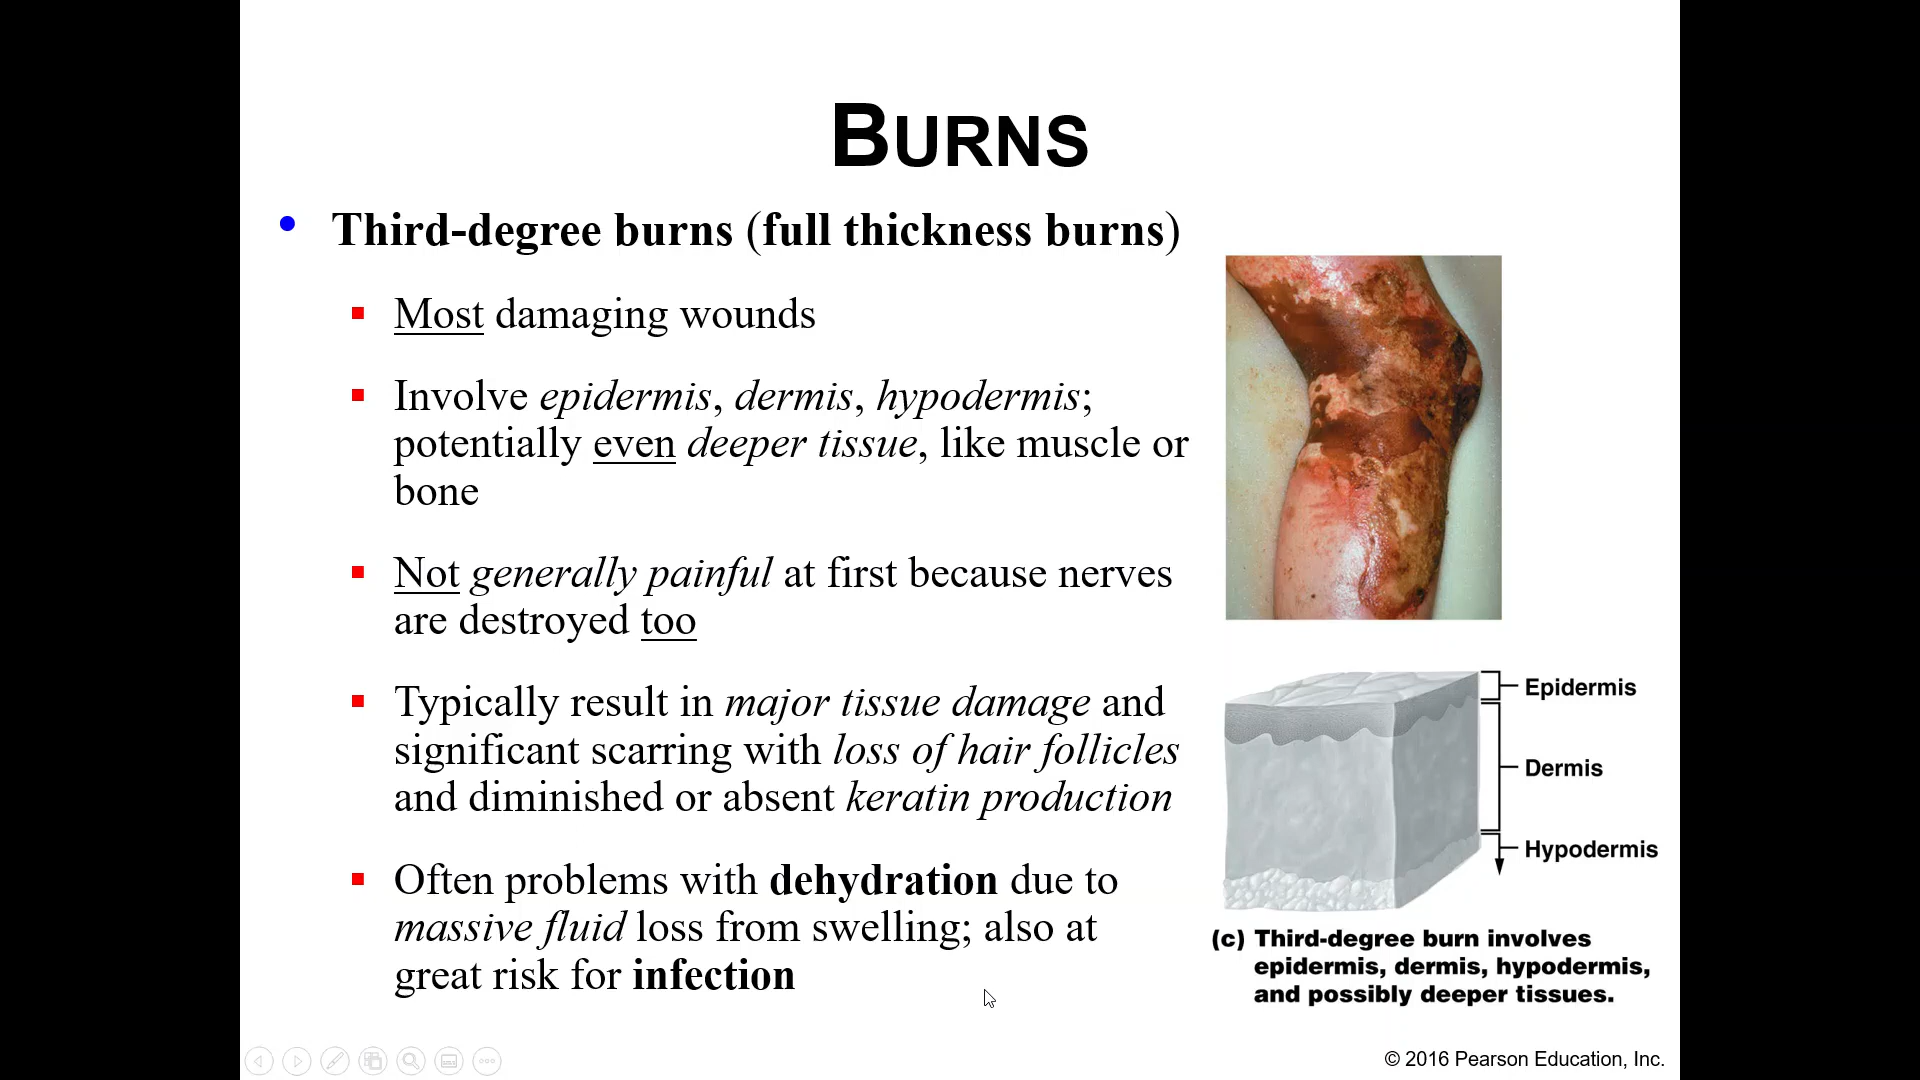 BURNS
Third-degree burns (full thickness burns)
Most damaging wounds
Involve epidermis, dermis, hypodermis;
potentially even deeper tissue, like muscle or
bone
Not generally painful at first because nerves
are destroyed too
Typically result in major tissue damage and
significant scarring with loss of hair follicles
and diminished or absent keratin production
Often problems with dehydration due to
massive fluid loss from swelling; also at
great risk for infection
Epidermis
Dermis
Hypodermis
(c) Third-degree burn involves
epidermis, dermis, hypodermis,
and possibly deeper tissues.
© 2016 Pearson Education, Inc.